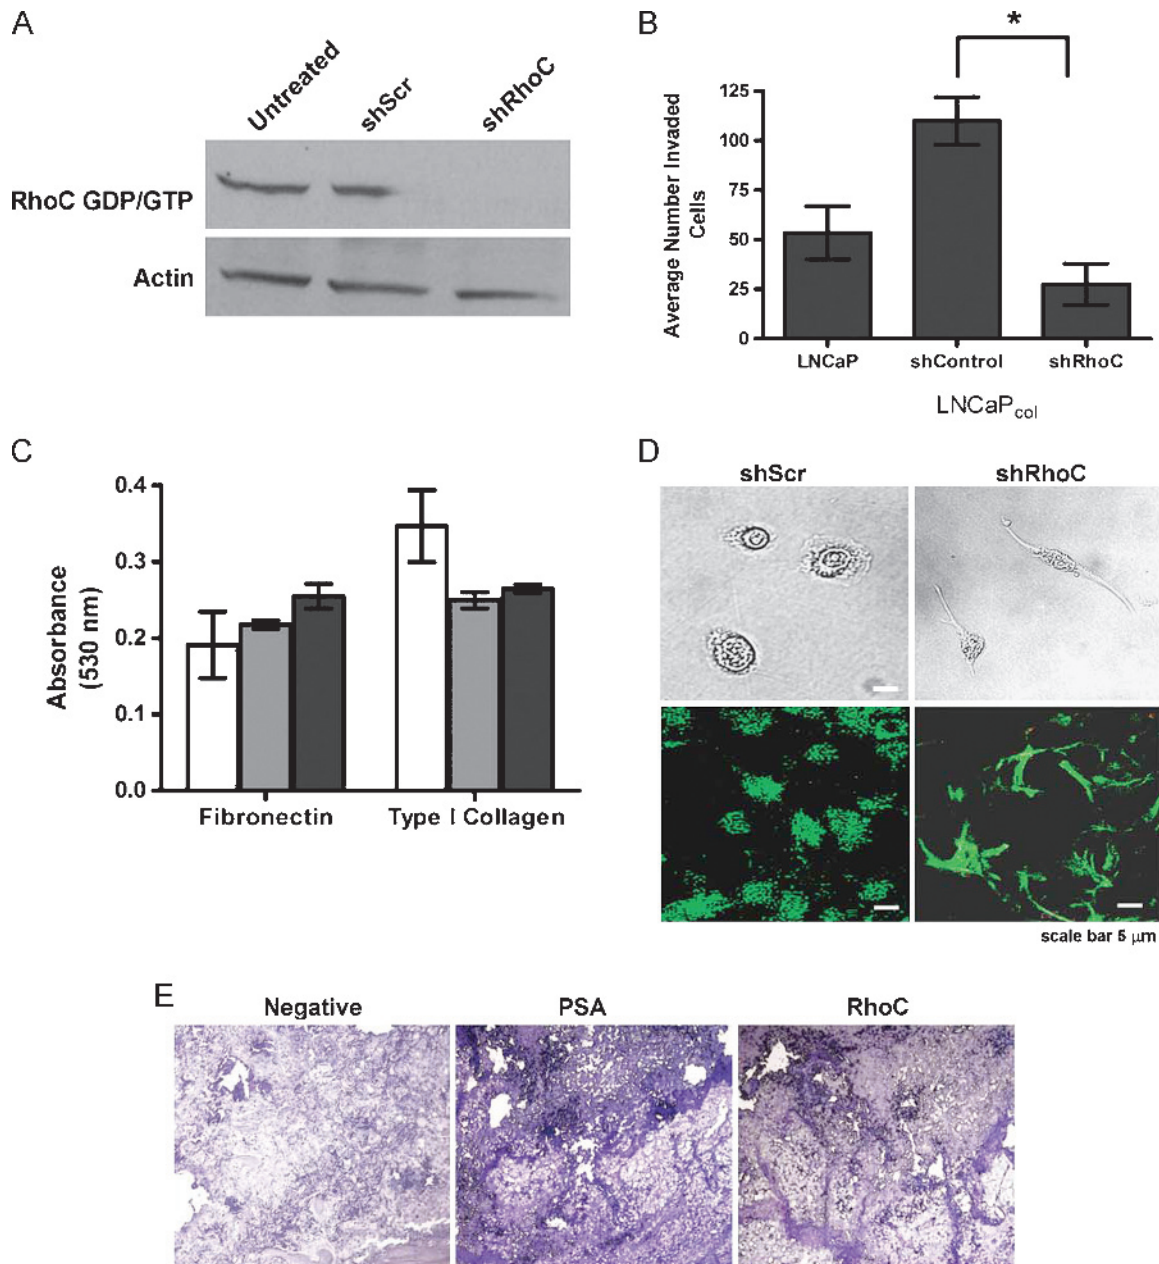 A
Untreated
shScr
shRhoC
RhoC GDP/GTP
Actin
B
*
Average Number Invaded
Cells
125
100
75
50
25
0
LNCaP
shControl
shRhoC
LNCaPcol
C
Absorbance
(530 nm)
0.4
0.3
0.2
0.1
0.0
Fibronectin
Type I Collagen
D
shScr
shRhoC
scale bar 5 μm
E
Negative
PSA
RhoC